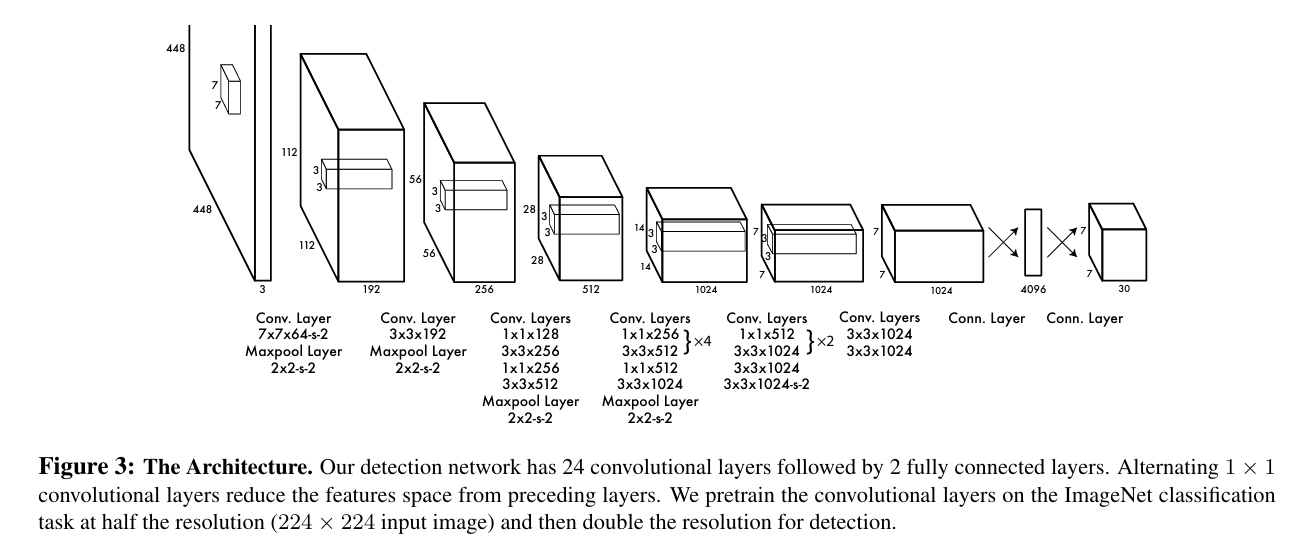 448
7
7
448
3
112
3
3
112
192
56
3
3
56
256
28
3
3
28
512
14
3
3
14
1024
7
3
3
7
1024
7
7
1024
4096
7
7
30
Conv. Layer
7x7x64-s-2
Maxpool Layer
2x2-s-2
Conv. Layer
3x3x192
Maxpool Layer
2x2-s-2
Conv. Layers
1x1x128
3x3x256
1x1x256
3x3x512
Maxpool Layer
2x2-s-2
Conv. Layers
1x1x256
3x3x512
}×4
1x1x512
3x3x1024
Maxpool Layer
2x2-s-2
Conv. Layers
1x1x512
3x3x1024
}×2
3x3x1024
3x3x1024-s-2
Conv. Layers
3x3x1024
3x3x1024
Conn. Layer
Conn. Layer
Figure 3: The Architecture. Our detection network has 24 convolutional layers followed by 2 fully connected layers. Alternating 1 × 1
convolutional layers reduce the features space from preceding layers. We pretrain the convolutional layers on the ImageNet classification
task at half the resolution (224 × 224 input image) and then double the resolution for detection.